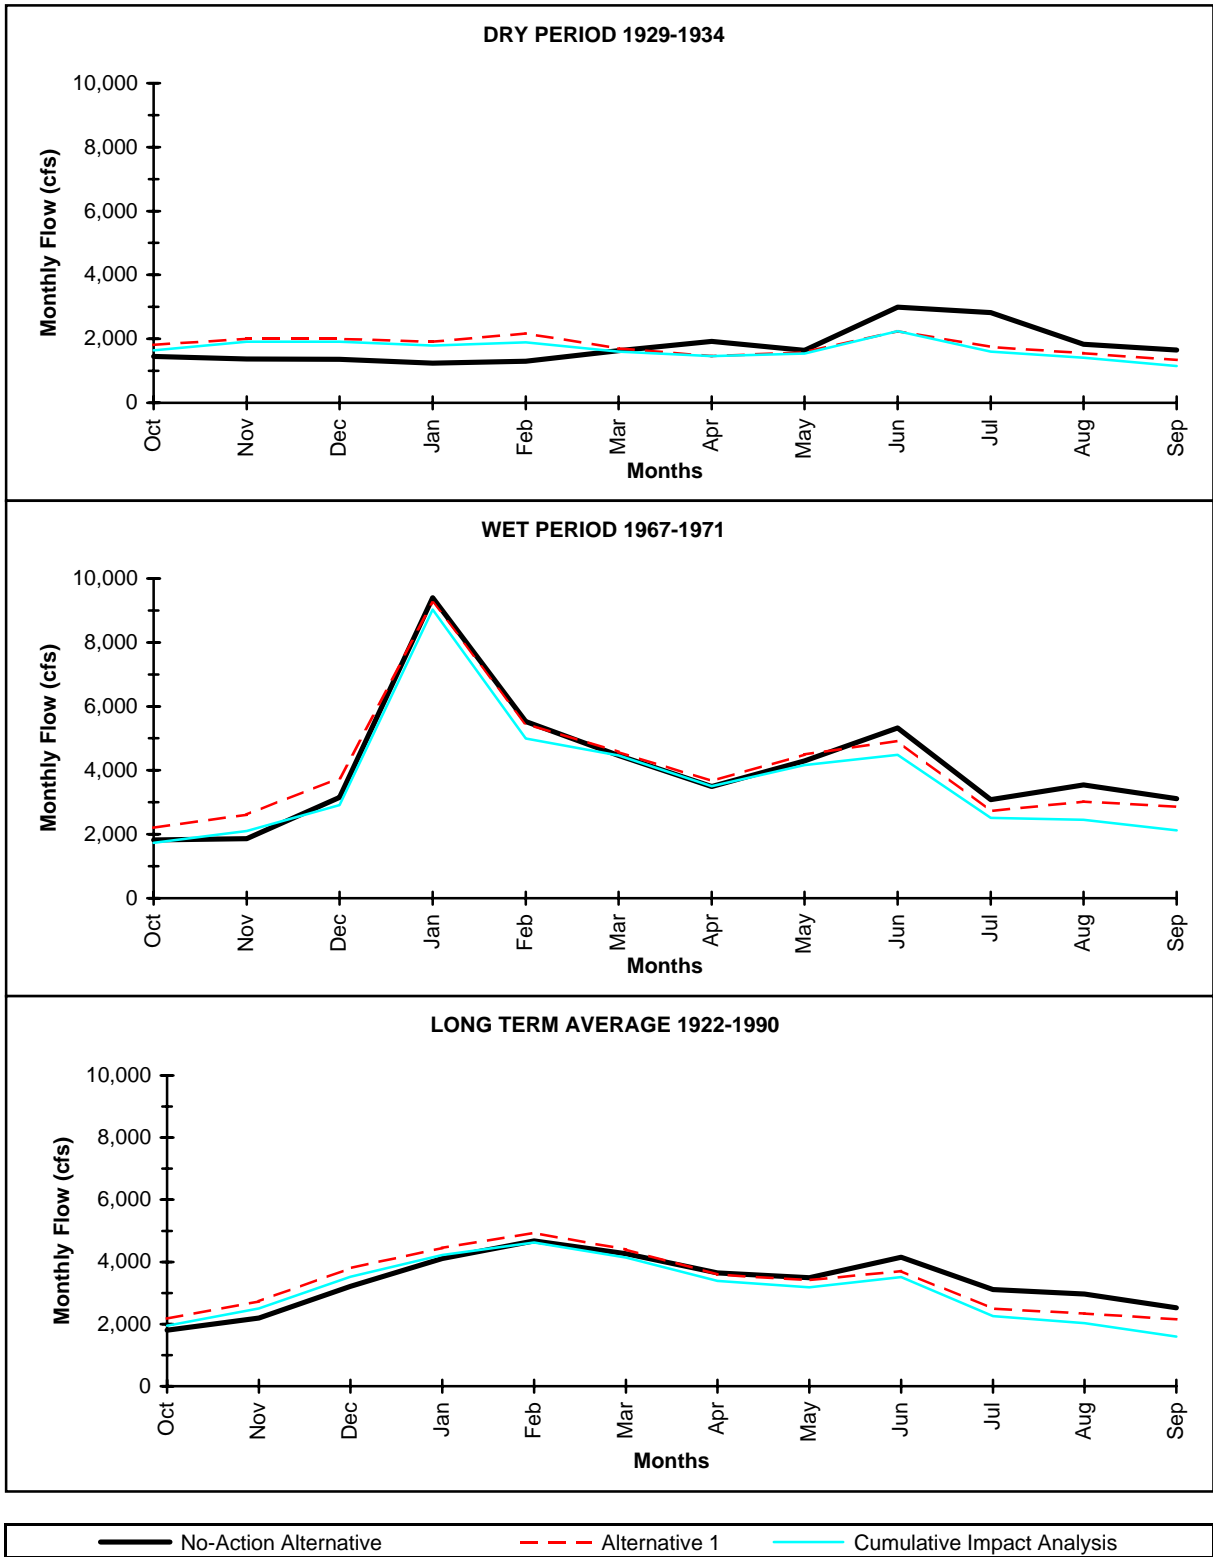 DRY PERIOD 1929-1934
10,000
8,000
6,000
4,000
2,000
0
Monthly Flow (cfs)
Oct
Nov
Dec
Jan
Feb
Mar
Apr
May
Jun
Jul
Aug
Sep
Months
WET PERIOD 1967-1971
10,000
8,000
6,000
4,000
2,000
0
Monthly Flow (cfs)
Oct
Nov
Dec
Jan
Feb
Mar
Apr
May
Jun
Jul
Aug
Sep
Months
LONG TERM AVERAGE 1922-1990
10,000
8,000
6,000
4,000
2,000
0
Monthly Flow (cfs)
Oct
Nov
Dec
Jan
Feb
Mar
Apr
May
Jun
Jul
Aug
Sep
Months
No-Action Alternative Alternative 1 Cumulative Impact Analysis